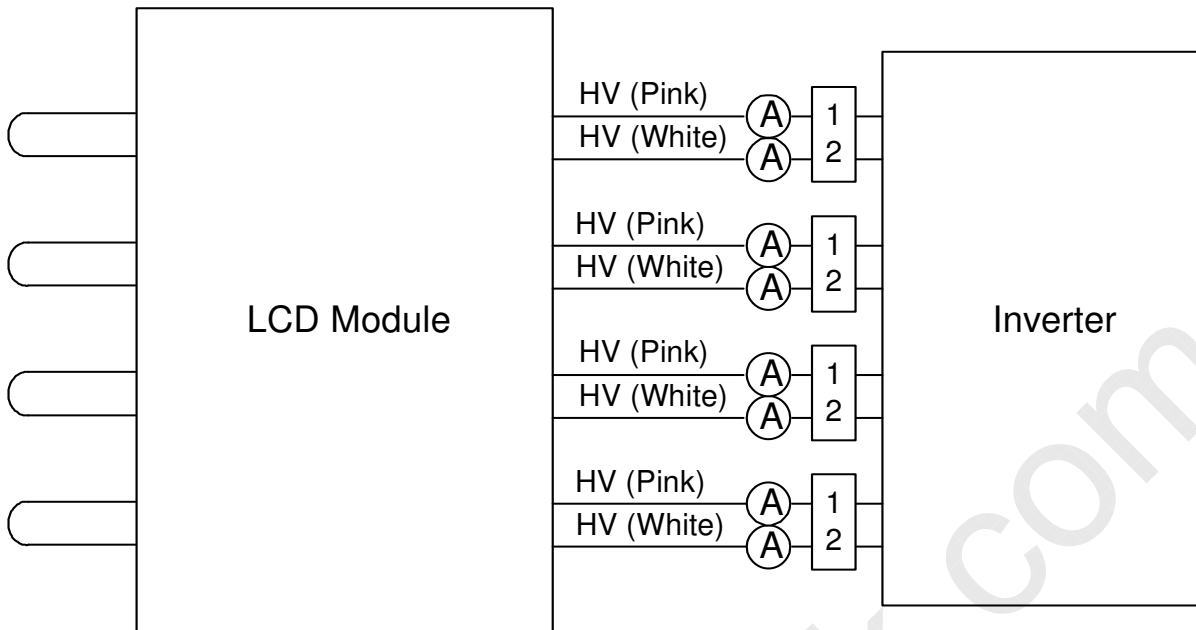 HV (Pink)
A
1
HV (White)
A
2
HV (Pink)
A
1
HV (White)
A
2
LCD Module
Inverter
HV (Pink)
A
1
HV (White)
A
2
HV (Pink)
A
1
HV (White)
A
2
com